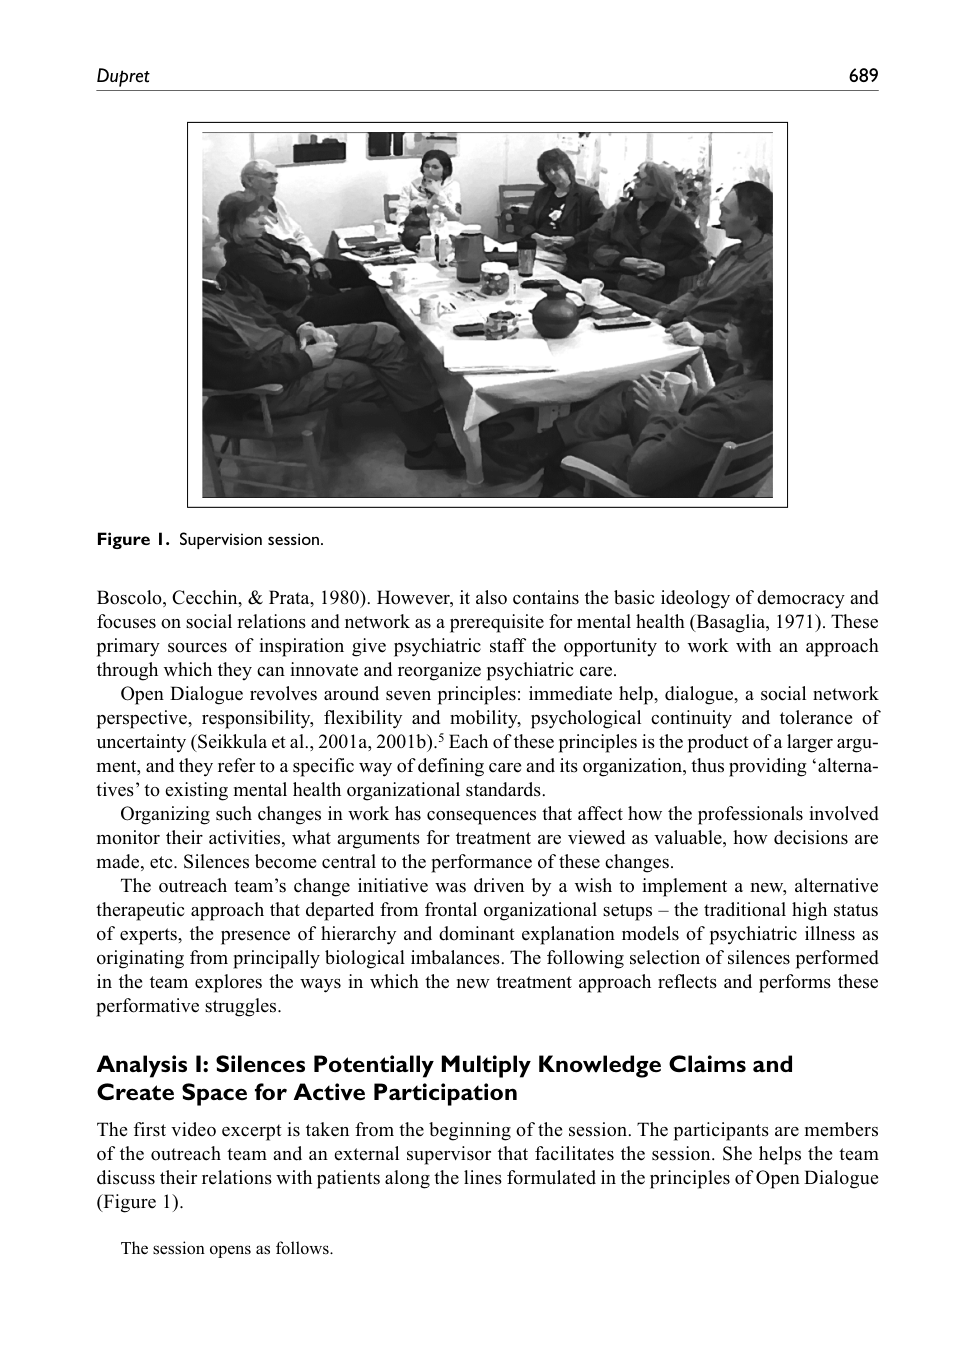 Dupret 689
Figure 1. Supervision session.
Boscolo, Cecchin, & Prata, 1980). However, it also contains the basic ideology of democracy and
focuses on social relations and network as a prerequisite for mental health (Basaglia, 1971). These
primary sources of inspiration give psychiatric staff the opportunity to work with an approach
through which they can innovate and reorganize psychiatric care.
Open Dialogue revolves around seven principles: immediate help, dialogue, a social network
perspective, responsibility, flexibility and mobility, psychological continuity and tolerance of
uncertainty (Seikkula et al., 2001a, 2001b).⁵ Each of these principles is the product of a larger argu-
ment, and they refer to a specific way of defining care and its organization, thus providing ‘alterna-
tives’ to existing mental health organizational standards.
Organizing such changes in work has consequences that affect how the professionals involved
monitor their activities, what arguments for treatment are viewed as valuable, how decisions are
made, etc. Silences become central to the performance of these changes.
The outreach team’s change initiative was driven by a wish to implement a new, alternative
therapeutic approach that departed from frontal organizational setups – the traditional high status
of experts, the presence of hierarchy and dominant explanation models of psychiatric illness as
originating from principally biological imbalances. The following selection of silences performed
in the team explores the ways in which the new treatment approach reflects and performs these
performative struggles.
Analysis I: Silences Potentially Multiply Knowledge Claims and
Create Space for Active Participation
The first video excerpt is taken from the beginning of the session. The participants are members
of the outreach team and an external supervisor that facilitates the session. She helps the team
discuss their relations with patients along the lines formulated in the principles of Open Dialogue
(Figure 1).
The session opens as follows.